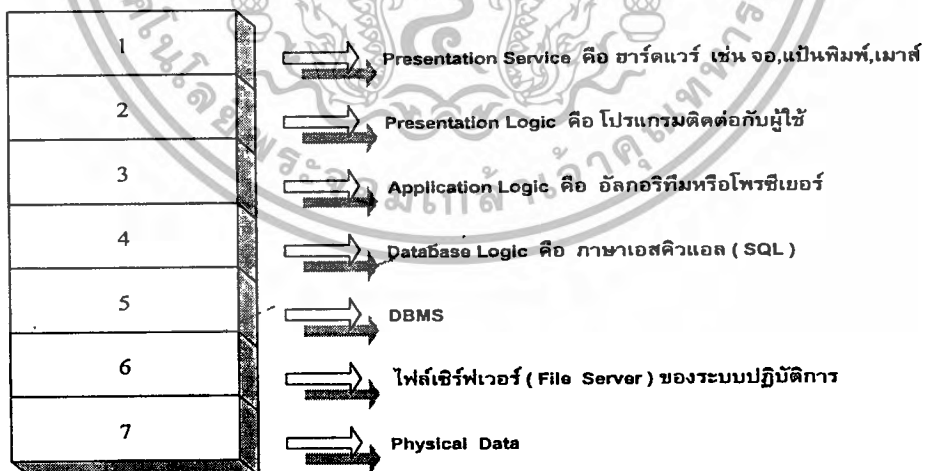 1 Presentation Service คือ ฮาร์ดแวร์ เช่น จอ,แป้นพิมพ์,เมาส์
2 Presentation Logic คือ โปรแกรมติดต่อกับผู้ใช้
3 Application Logic คือ อัลกอริทึมหรือโพรซีเยอร์
4 Database Logic คือ ภาษาเอสคิวแอล ( SQL )
5 DBMS
6 ไฟล์เซิร์ฟเวอร์ ( File Server ) ของระบบปฏิบัติการ
7 Physical Data